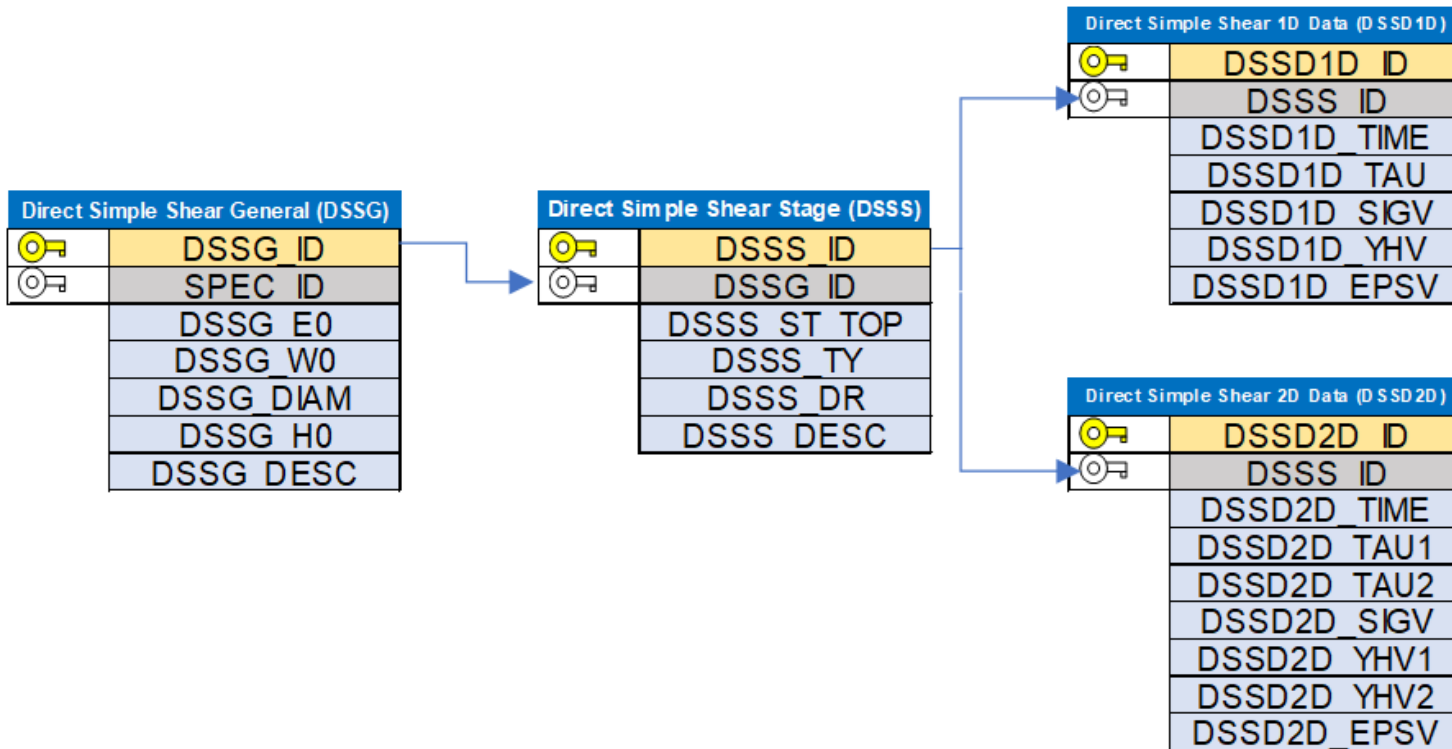 Direct Simple Shear General (DSSG)
DSSG_ID
SPEC_ID
DSSG_E0
DSSG_W0
DSSG_DIAM
DSSG_H0
DSSG_DESC
Direct Simple Shear Stage (DSSS)
DSSS_ID
DSSG_ID
DSSS_ST_TOP
DSSS_TY
DSSS_DR
DSSS_DESC
Direct Simple Shear 1D Data (DSSD1D)
DSSD1D_ID
DSSS_ID
DSSD1D_TIME
DSSD1D_TAU
DSSD1D_SIGV
DSSD1D_YHV
DSSD1D_EPSV
Direct Simple Shear 2D Data (DSSD2D)
DSSD2D_ID
DSSS_ID
DSSD2D_TIME
DSSD2D_TAU1
DSSD2D_TAU2
DSSD2D_SIGV
DSSD2D_YHV1
DSSD2D_YHV2
DSSD2D_EPSV